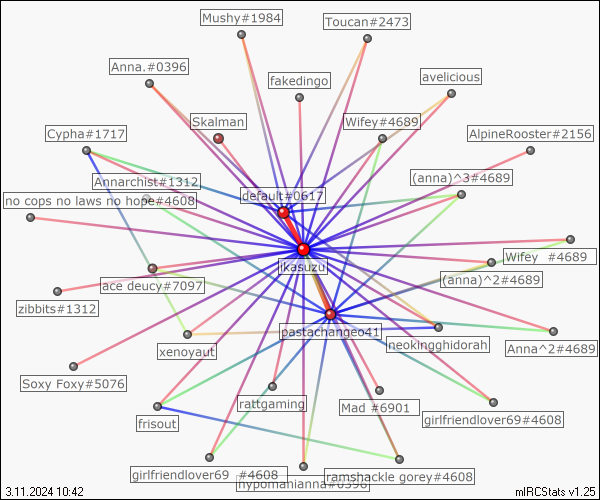 Mushy#1984
Toucan#2473
Anna.#0396
fakedingo
avelicious
Skalman
Wifey#4689
Cypha#1717
AlpineRooster#2156
Annarchist#1312
(anna)^3#4689
default#0617
no cops no laws no hope#4608
Wifey #4689
ikasuzu
(anna)^2#4689
ace deucy#7097
zibbits#1312
pastachangeo41
neokingghidorah
Anna^2#4689
xenoyaut
Soxy Foxy#5076
rattgaming
Mad #6901
girlfriendlover69#4608
frisout
girlfriendlover69 #4608
ramshackle gorey#4608
hypomanianna#0396
3.11.2024 10:42
mIRCStats v1.25